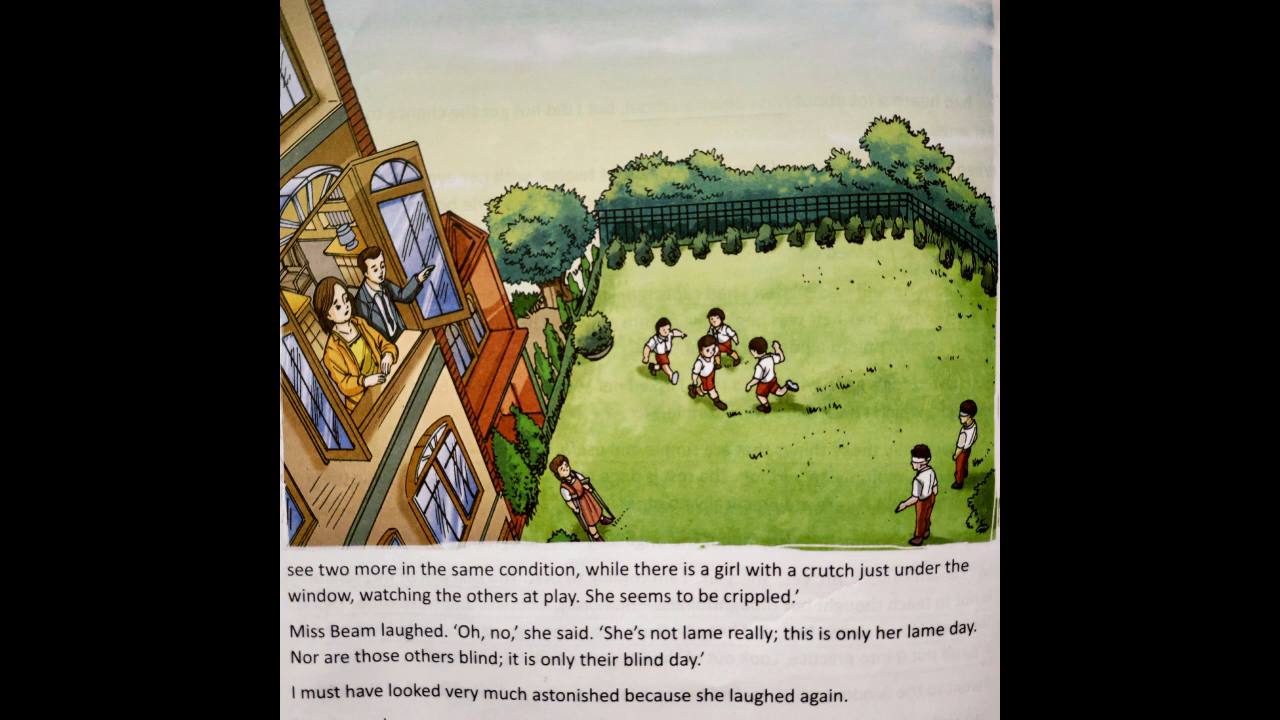 see two more in the same condition, while there is a girl with a crutch just under the
window, watching the others at play. She seems to be crippled.’
Miss Beam laughed. ‘Oh, no,’ she said. ‘She’s not lame really; this is only her lame day.
Nor are those others blind; it is only their blind day.’
I must have looked very much astonished because she laughed again.